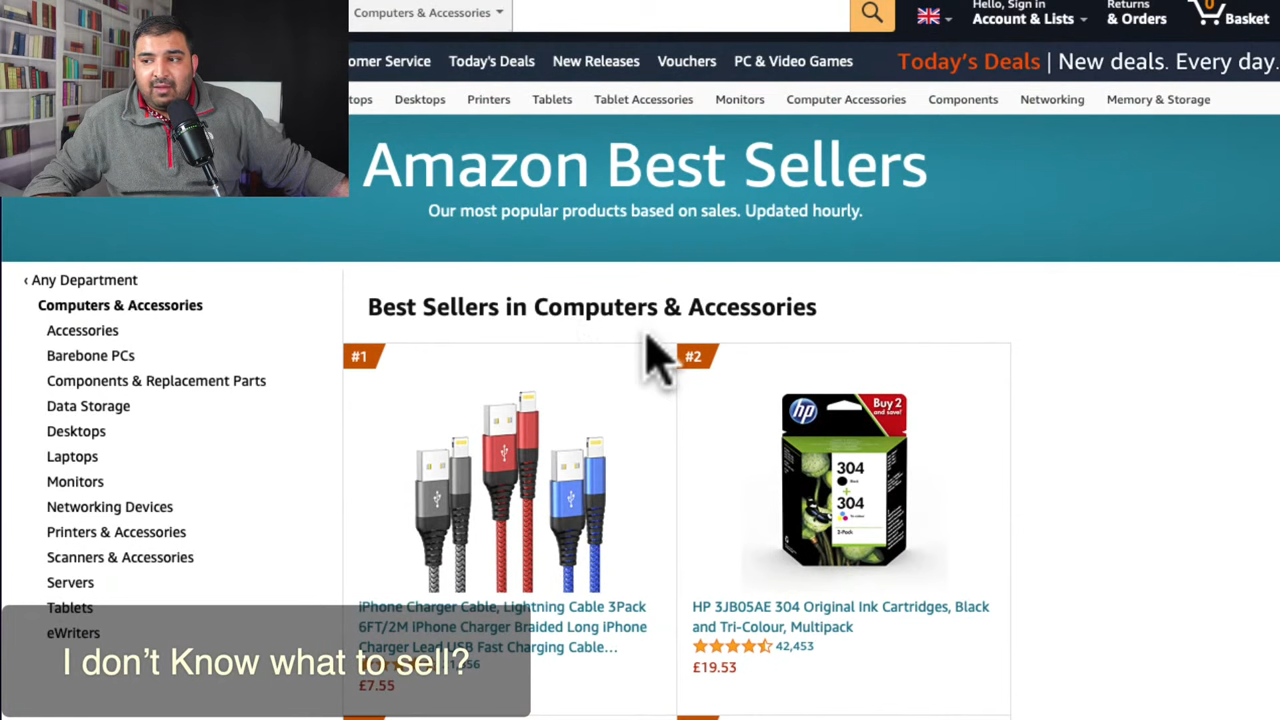 Computers & Accessories
0
Hello, Sign in
Account & Lists
Returns
& Orders
Basket
omer Service
Today's Deals
New Releases
Vouchers
PC & Video Games
Today's Deals | New deals. Every day.
tops
Desktops
Printers
Tablets
Tablet Accessories
Monitors
Computer Accessories
Components
Networking
Memory & Storage
Amazon Best Sellers
Our most popular products based on sales. Updated hourly.
‹ Any Department
Computers & Accessories
Accessories
Barebone PCs
Components & Replacement Parts
Data Storage
Desktops
Laptops
Monitors
Networking Devices
Printers & Accessories
Scanners & Accessories
Servers
Tablets
eWriters
Best Sellers in Computers & Accessories
#1
iPhone Charger Cable, Lightning Cable 3Pack
6FT/2M iPhone Charger Braided Long iPhone
Charger Lead USB Fast Charging Cable...
£7.55
#2
hp
Buy 2
and save!
304
Black
+
304
Tri-colour
2-Pack
HP 3JB05AE 304 Original Ink Cartridges, Black
and Tri-Colour, Multipack
42,453
£19.53
I don't Know what to sell?